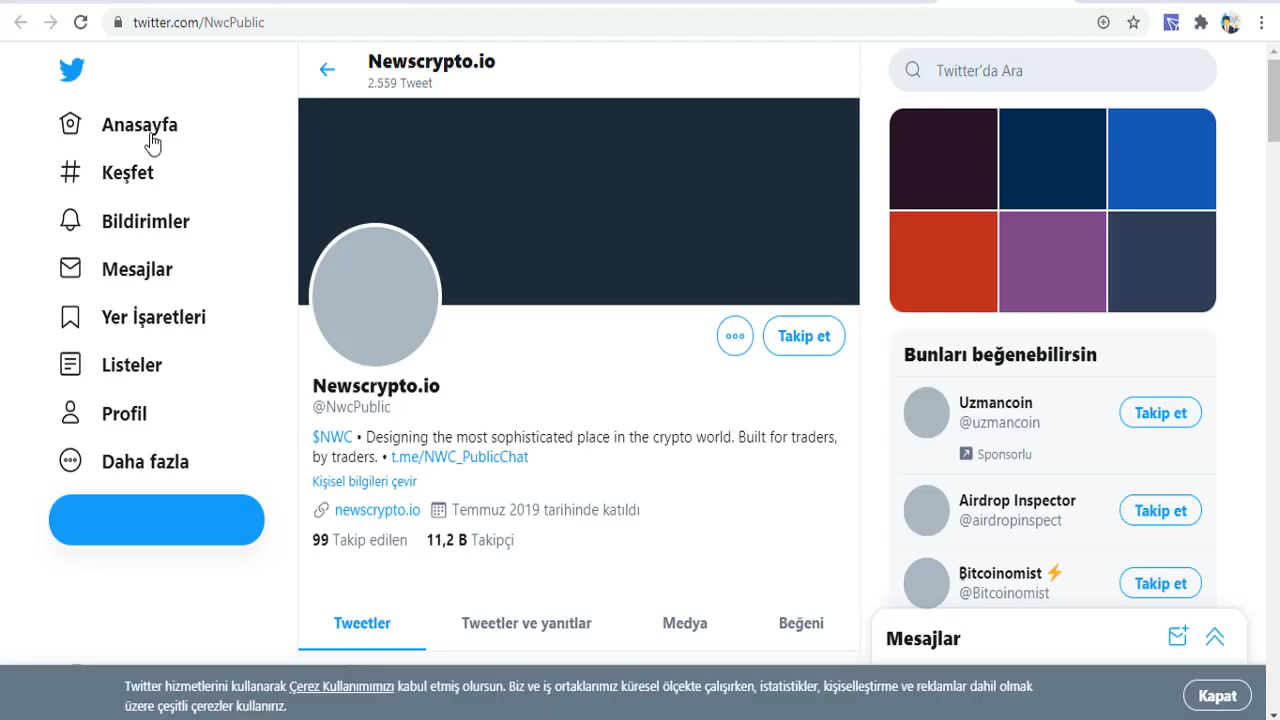 twitter.com/NwcPublic
Anasayfa
Keşfet
Bildirimler
Mesajlar
Yer İşaretleri
Listeler
Profil
Daha fazla
Newscrypto.io
2.559 Tweet
Takip et
Newscrypto.io
@NwcPublic
$NWC • Designing the most sophisticated place in the crypto world. Built for traders,
by traders. • t.me/NWC_PublicChat
Kişisel bilgileri çevir
newscrypto.io Temmuz 2019 tarihinde katıldı
99 Takip edilen 11,2 B Takipçi
Tweetler Tweetler ve yanıtlar Medya Beğeni
Twitter'da Ara
Bunları beğenebilirsin
Uzmancoin
@uzmancoin
Takip et
Sponsorlu
Airdrop Inspector
@airdropinspect
Takip et
Bitcoinomist ⚡
@Bitcoinomist
Takip et
Mesajlar
Twitter hizmetlerini kullanarak Çerez Kullanımımızı kabul etmiş olursun. Biz ve iş ortaklarımız küresel ölçekte çalışırken, istatistikler, kişiselleştirme ve reklamlar dahil olmak
üzere çeşitli çerezler kullanırız.
Kapat